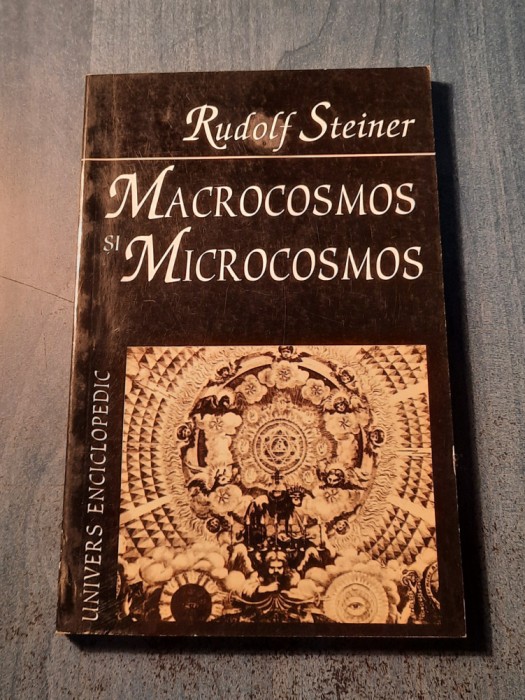 Rudolf Steiner
MACROCOSMOS
ȘI MICROCOSMOS
UNIVERS ENCICLOPEDIC